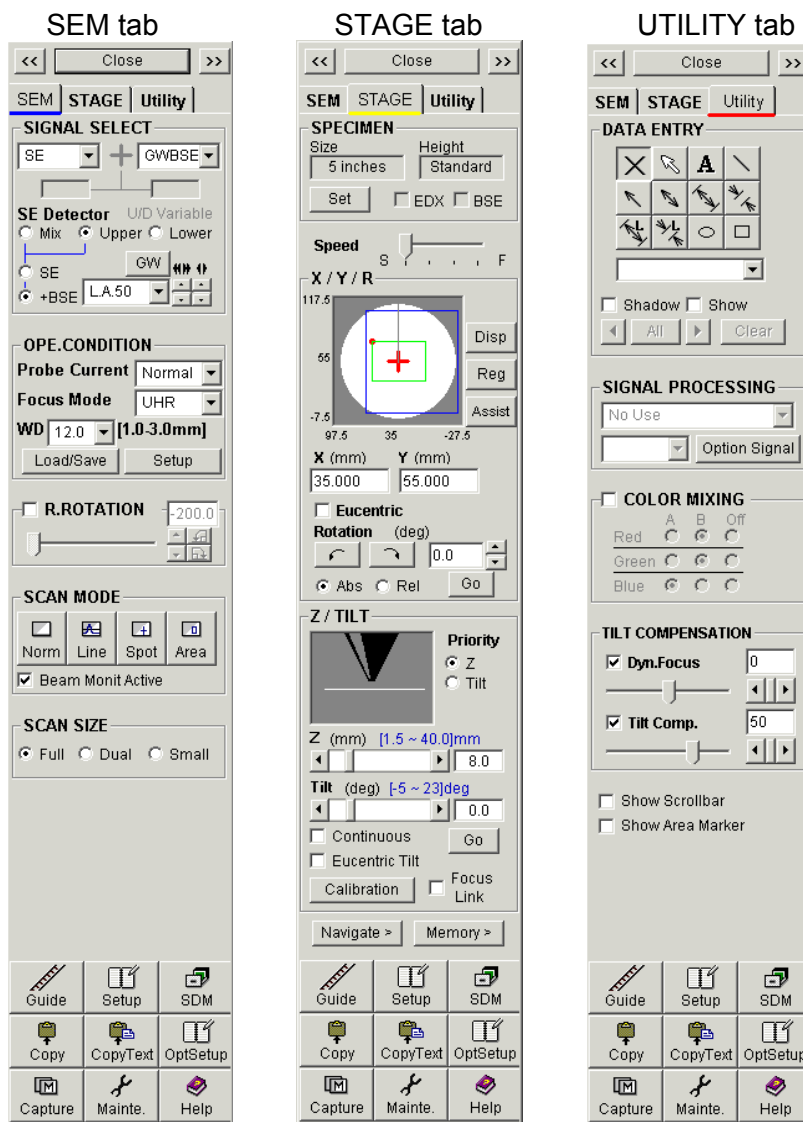 SEM tab
<< Close >>
SEM STAGE Utility
SIGNAL SELECT
SE GWBSE
SE Detector U/D Variable
Mix Upper Lower
SE GW
+BSE L.A.50
OPE.CONDITION
Probe Current Normal
Focus Mode UHR
WD 12.0 [1.0-3.0mm]
Load/Save Setup
R.ROTATION -200.0
SCAN MODE
Norm Line Spot Area
Beam Monit Active
SCAN SIZE
Full Dual Small
Guide Setup SDM
Copy CopyText OptSetup
Capture Mainte. Help
STAGE tab
<< Close >>
SEM STAGE Utility
SPECIMEN
Size Height
5 inches Standard
Set EDX BSE
Speed S F
X / Y / R
117.5
Disp
55
Reg
-7.5 Assist
97.5 35 -27.5
X (mm) Y (mm)
35.000 55.000
Eucentric
Rotation (deg)
0.0
Abs Rel Go
Z / TILT
Priority
Z
Tilt
Z (mm) [1.5 ~ 40.0]mm
8.0
Tilt (deg) [-5 ~ 23]deg
0.0
Continuous Go
Eucentric Tilt
Calibration Focus Link
Navigate > Memory >
Guide Setup SDM
Copy CopyText OptSetup
Capture Mainte. Help
UTILITY tab
<< Close >>
SEM STAGE Utility
DATA ENTRY
A
L L
Shadow Show
All Clear
SIGNAL PROCESSING
No Use
Option Signal
COLOR MIXING
A B Off
Red
Green
Blue
TILT COMPENSATION
Dyn.Focus 0
Tilt Comp. 50
Show Scrollbar
Show Area Marker
Guide Setup SDM
Copy CopyText OptSetup
Capture Mainte. Help